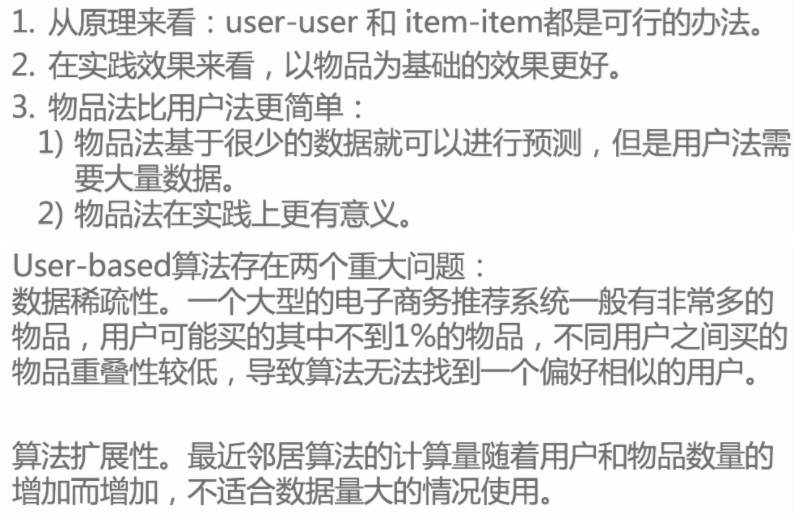 1. 从原理来看：user-user 和 item-item都是可行的办法。
2. 在实践效果来看，以物品为基础的效果更好。
3. 物品法比用户法更简单：
1) 物品法基于很少的数据就可以进行预测，但是用户法需
要大量数据。
2) 物品法在实践上更有意义。
User-based算法存在两个重大问题：
数据稀疏性。一个大型的电子商务推荐系统一般有非常多的
物品，用户可能买的其中不到1%的物品，不同用户之间买的
物品重叠性较低，导致算法无法找到一个偏好相似的用户。
算法扩展性。最近邻居算法的计算量随着用户和物品数量的
增加而增加，不适合数据量大的情况使用。